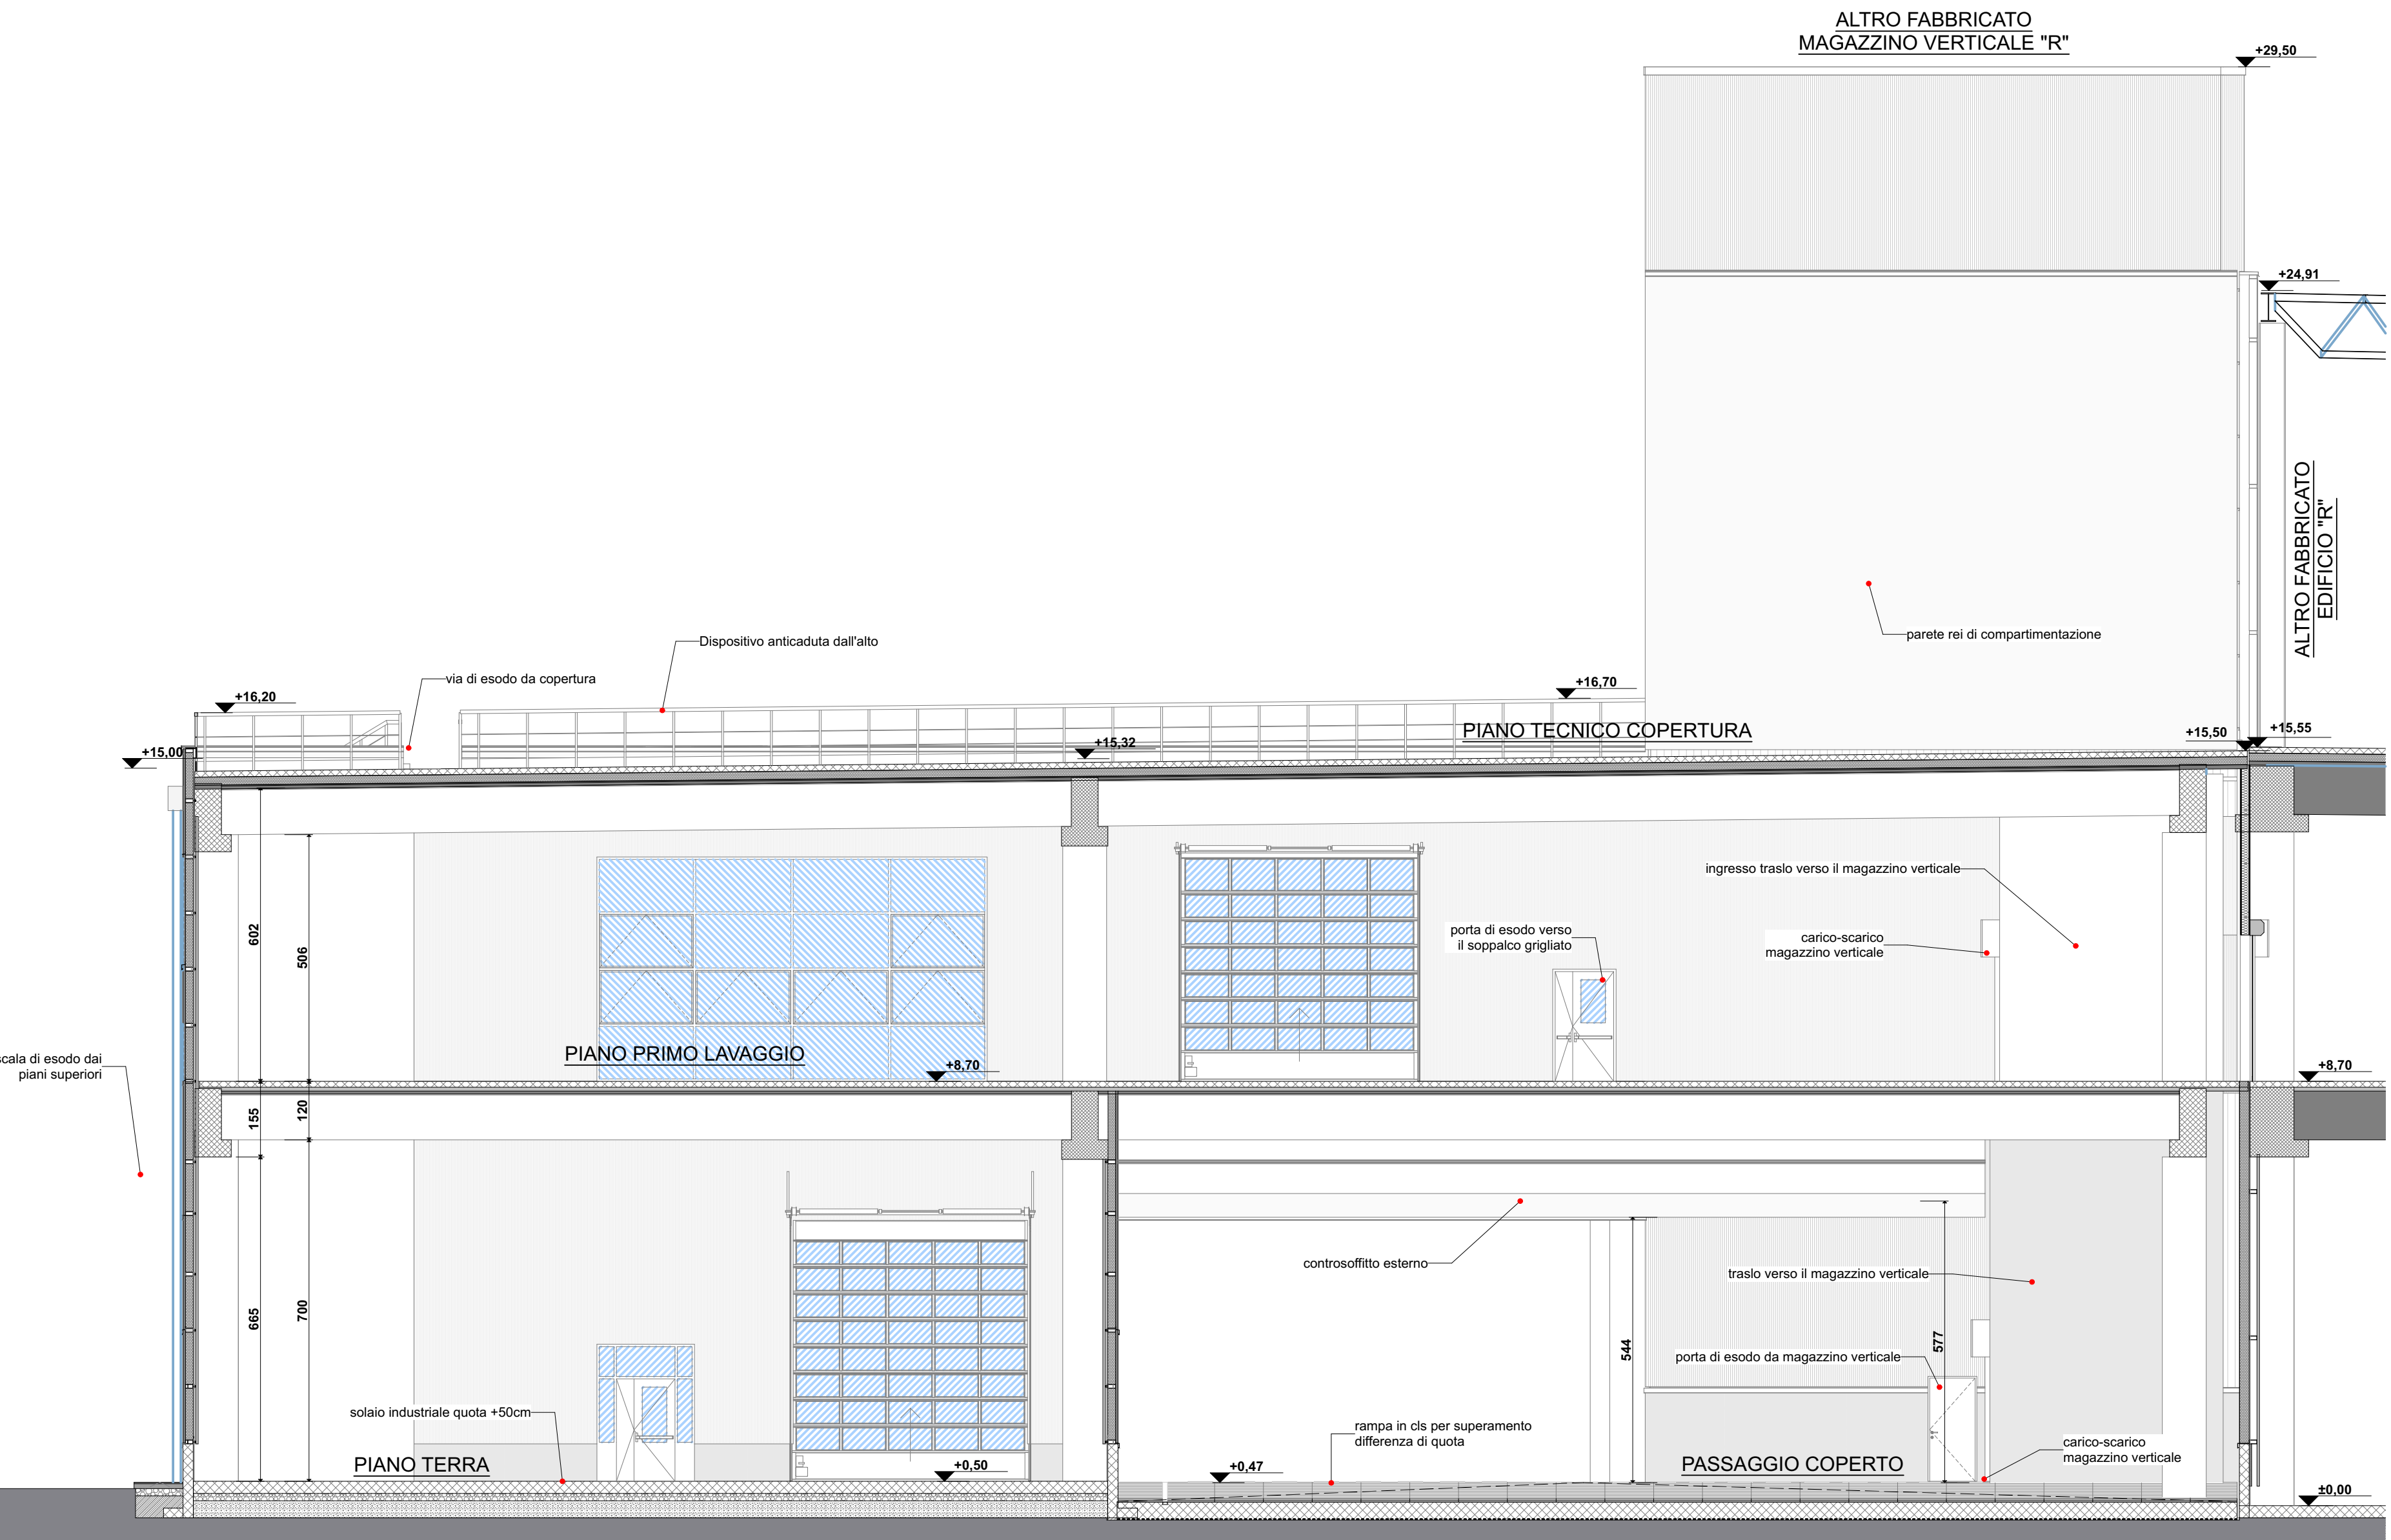 ALTRO FABBRICATO
MAGAZZINO VERTICALE "R"
+29,50
+24,91
ALTRO FABBRICATO
EDIFICIO "R"
parete rei di compartimentazione
Dispositivo anticaduta dall'alto
via di esodo da copertura
+16,20
+16,70
PIANO TECNICO COPERTURA
+15,00
+15,32
+15,50
+15,55
602
506
ingresso traslo verso il magazzino verticale
porta di esodo verso
il soppalco grigliato
carico-scarico
magazzino verticale
PIANO PRIMO LAVAGGIO
+8,70
+8,70
scala di esodo dai
piani superiori
155
120
controsoffitto esterno
traslo verso il magazzino verticale
665
700
544
577
porta di esodo da magazzino verticale
solaio industriale quota +50cm
rampa in cls per superamento
differenza di quota
carico-scarico
magazzino verticale
PIANO TERRA
+0,50
+0,47
PASSAGGIO COPERTO
±0,00